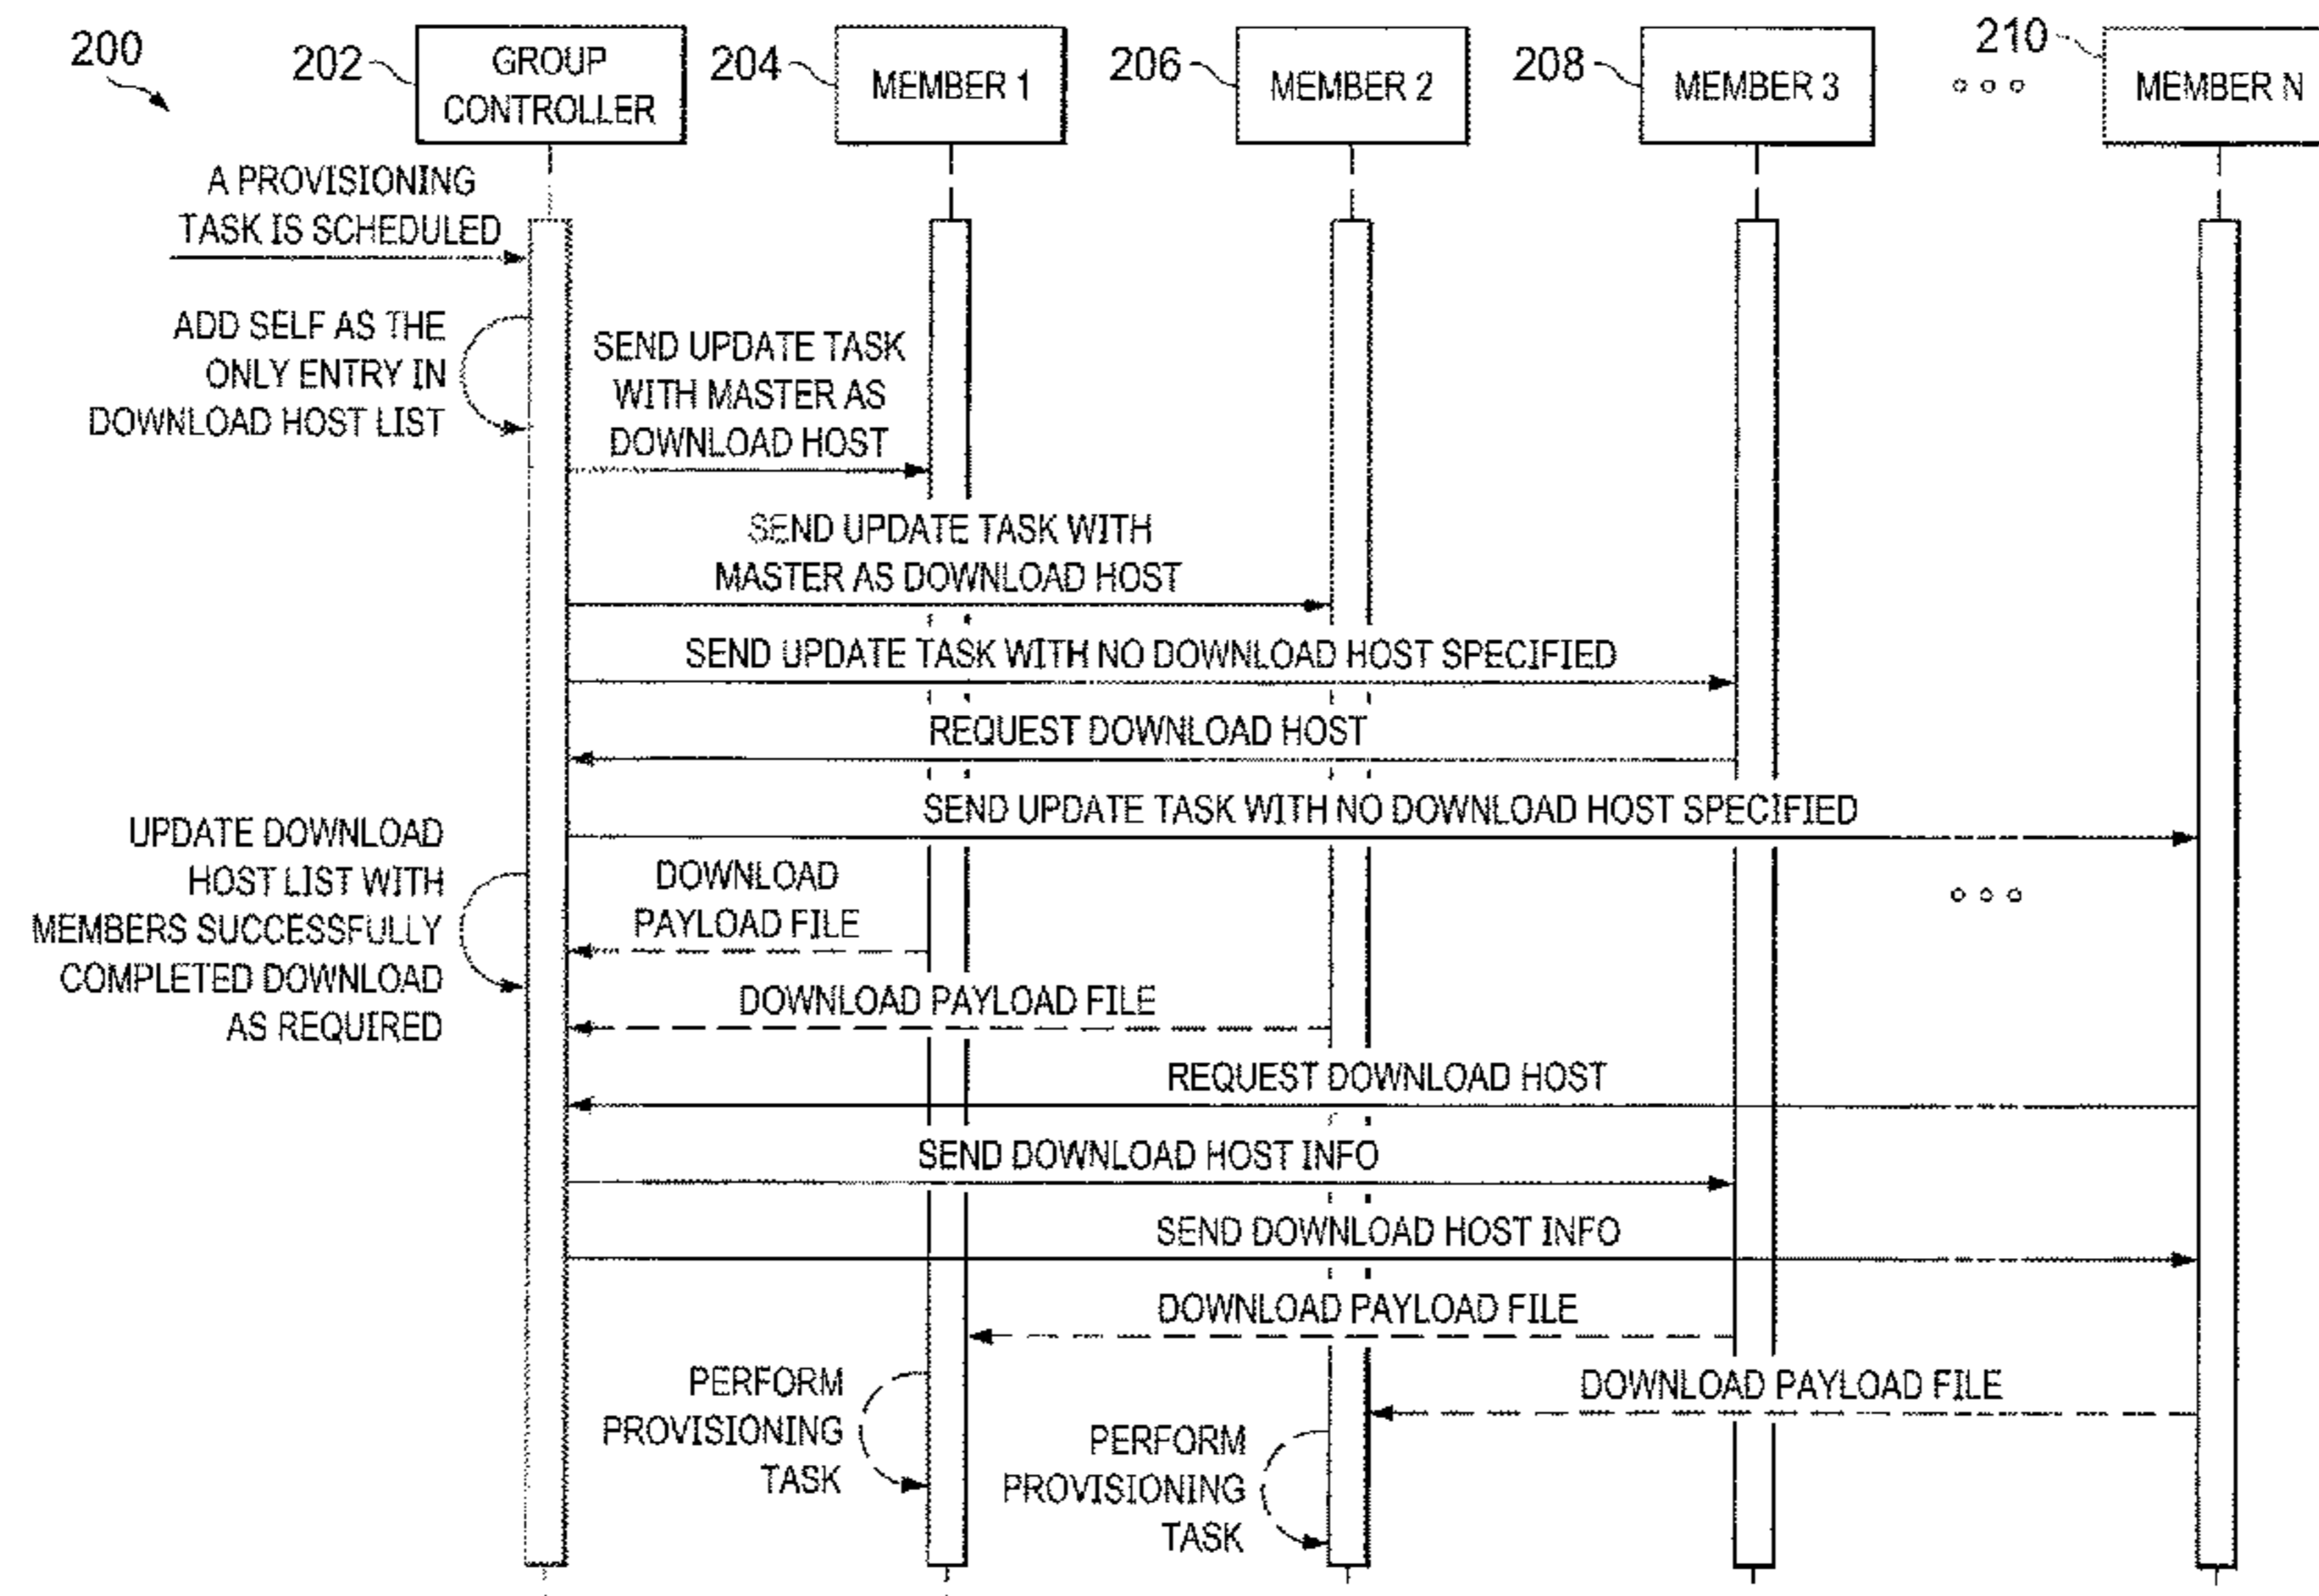 200
202
GROUP
CONTROLLER
204
MEMBER 1
206
MEMBER 2
208
MEMBER 3
210
MEMBER N
A PROVISIONING
TASK IS SCHEDULED
ADD SELF AS THE
ONLY ENTRY IN
DOWNLOAD HOST LIST
SEND UPDATE TASK
WITH MASTER AS
DOWNLOAD HOST
SEND UPDATE TASK WITH
MASTER AS DOWNLOAD HOST
SEND UPDATE TASK WITH NO DOWNLOAD HOST SPECIFIED
REQUEST DOWNLOAD HOST
SEND UPDATE TASK WITH NO DOWNLOAD HOST SPECIFIED
UPDATE DOWNLOAD
HOST LIST WITH
MEMBERS SUCCESSFULLY
COMPLETED DOWNLOAD
AS REQUIRED
DOWNLOAD
PAYLOAD FILE
DOWNLOAD PAYLOAD FILE
REQUEST DOWNLOAD HOST
SEND DOWNLOAD HOST INFO
SEND DOWNLOAD HOST INFO
DOWNLOAD PAYLOAD FILE
DOWNLOAD PAYLOAD FILE
PERFORM
PROVISIONING
TASK
PERFORM
PROVISIONING
TASK